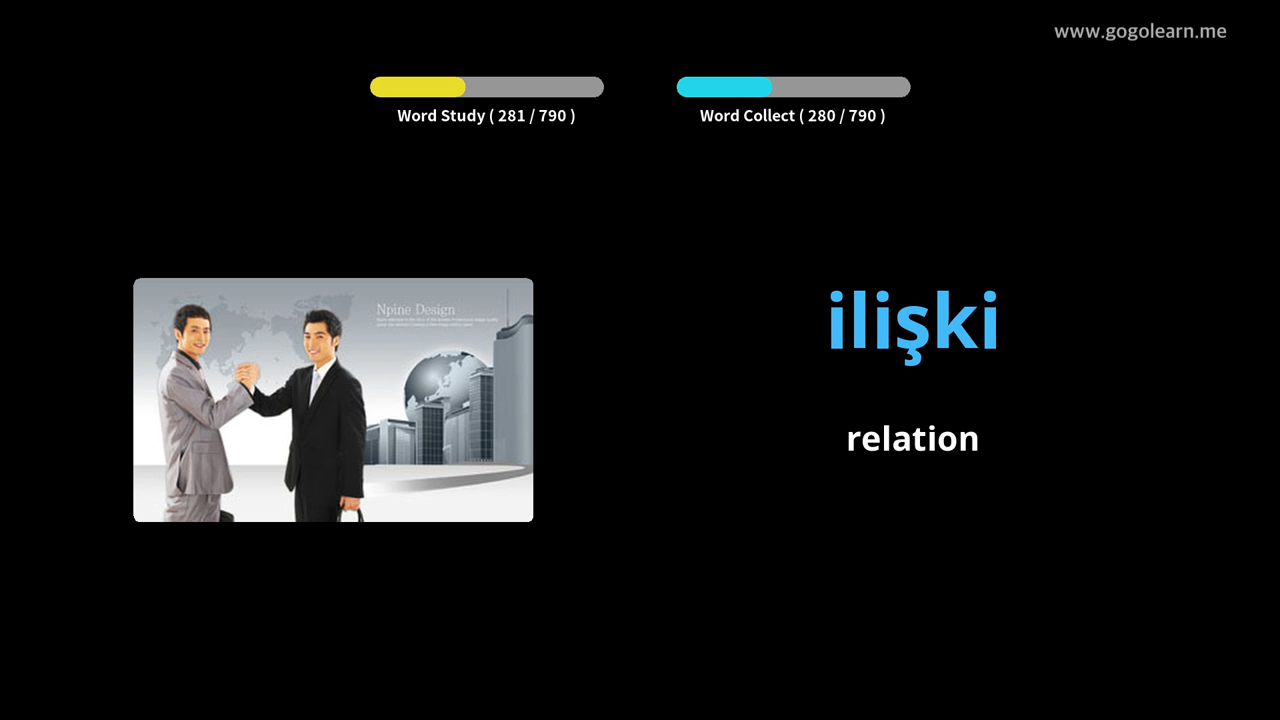 www.gogolearn.me
Word Study ( 281 / 790 )
Word Collect ( 280 / 790 )
Npine Design
ilişki
relation